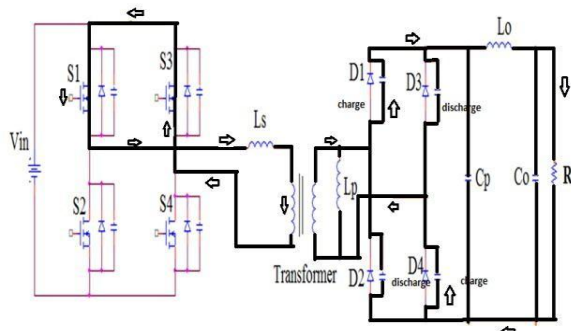 S1
S3
Vin
S2
S4
Ls
Lp
Transformer
D1
D3
charge
discharge
D2
D4
discharge
charge
Lo
Cp
Co
R